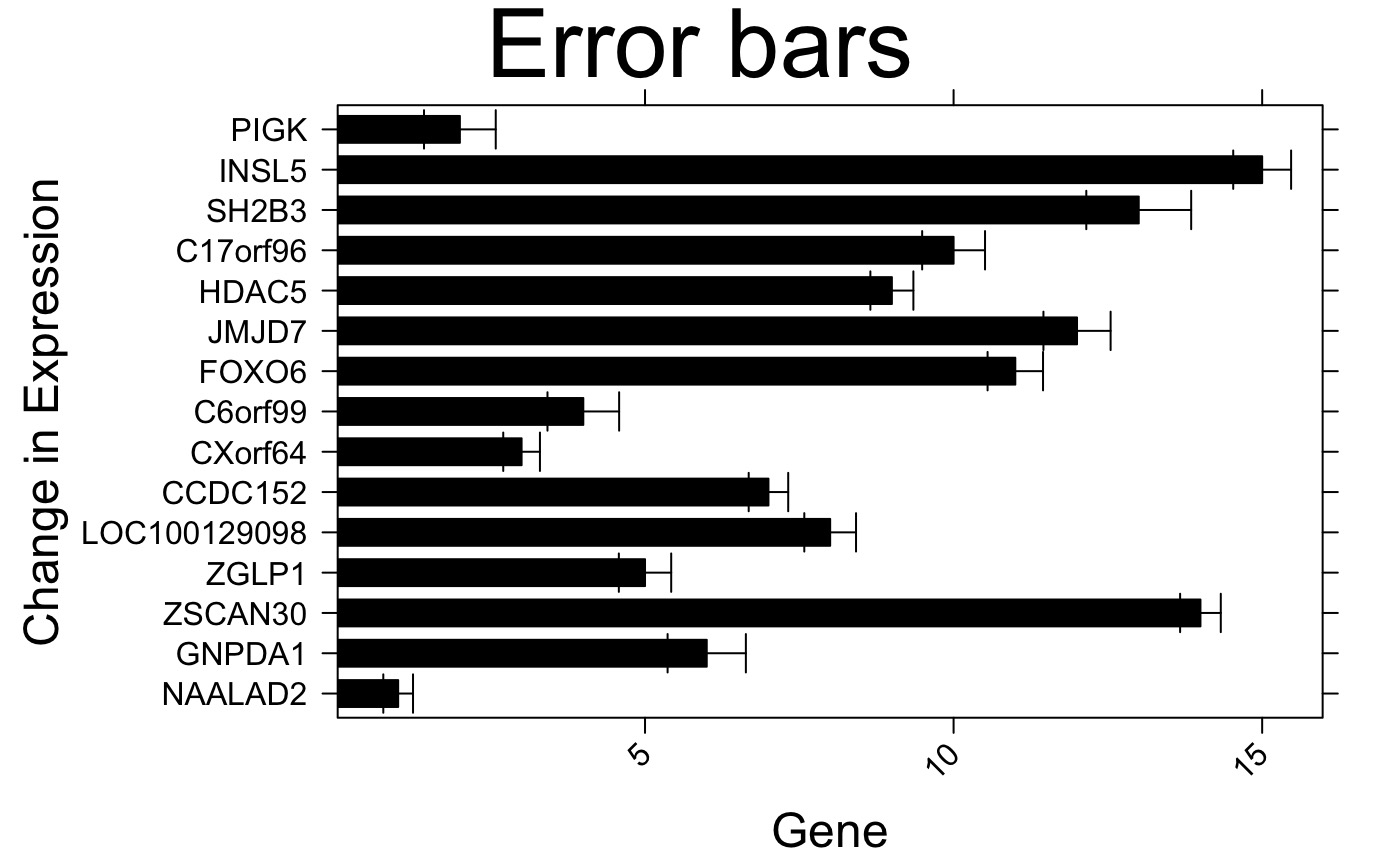 Error bars
Change in Expression
PIGK
INSL5
SH2B3
C17orf96
HDAC5
JMJD7
FOXO6
C6orf99
CXorf64
CCDC152
LOC100129098
ZGLP1
ZSCAN30
GNPDA1
NAALAD2
5
10
15
Gene